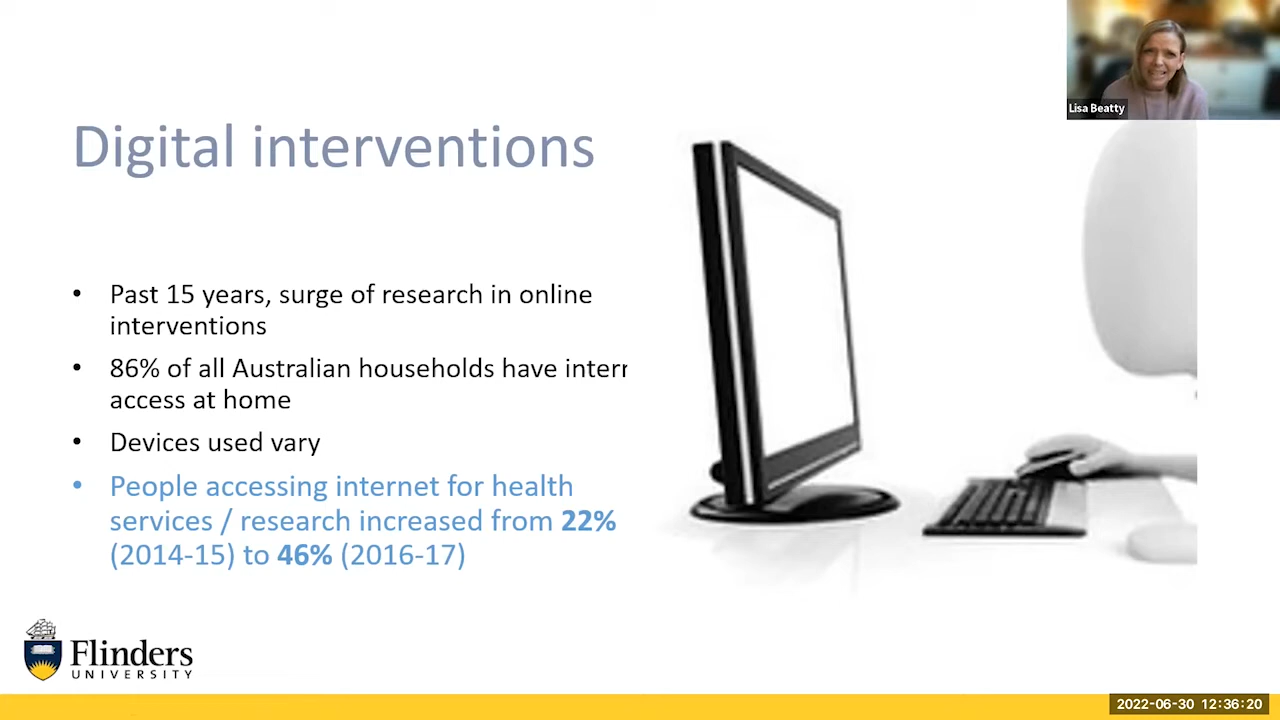 Lisa Beatty
Digital interventions
• Past 15 years, surge of research in online
interventions
• 86% of all Australian households have intern
access at home
• Devices used vary
• People accessing internet for health
services / research increased from 22%
(2014-15) to 46% (2016-17)
Flinders
UNIVERSITY
2022-06-30 12:36:20